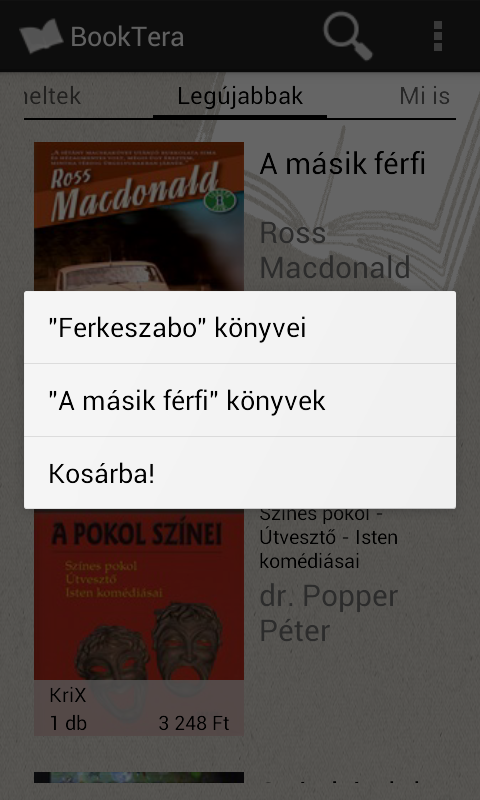 BookTera
neltek
Legújabbak
Mi is
A másik férfi
Ross
Macdonald
Ross
Macdonald
"Ferkeszabo" könyvei
"A másik férfi" könyvek
Kosárba!
A POKOL SZÍNEI
Színes pokol
Útvesztő
Isten komédiásai
Színes pokol -
Útvesztő - Isten
komédiásai
dr. Popper
Péter
KriX
1 db
3 248 Ft